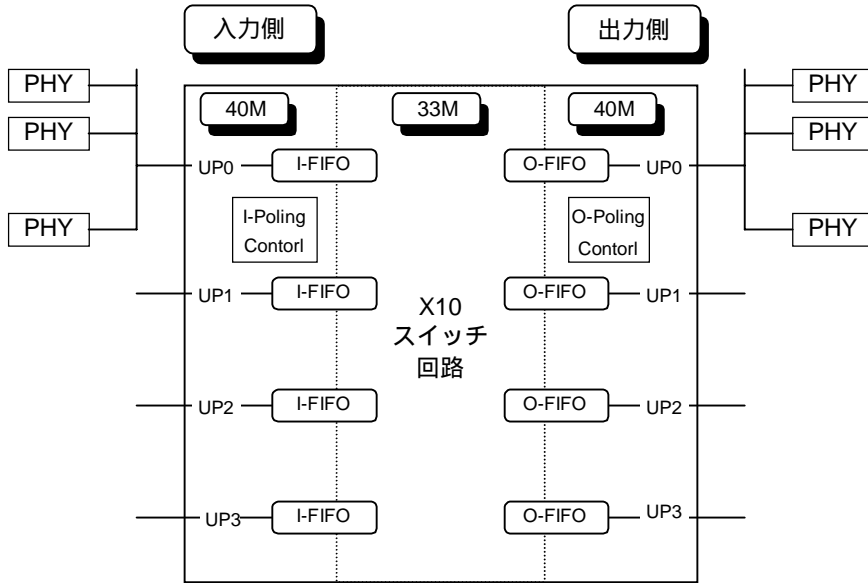 入力側
出力側
PHY
PHY
PHY
PHY
PHY
PHY
40M
33M
40M
UP0
I-FIFO
O-FIFO
UP0
I-Poling
Contorl
O-Poling
Contorl
UP1
I-FIFO
O-FIFO
UP1
X10
スイッチ
回路
UP2
I-FIFO
O-FIFO
UP2
UP3
I-FIFO
O-FIFO
UP3